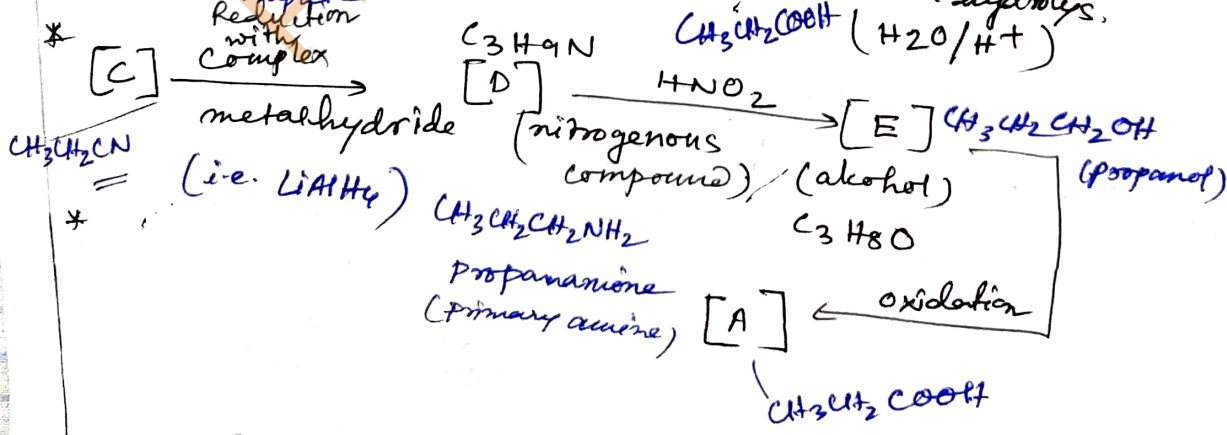 * Reduction
with
[C] Complex
metalhydride
(i.e. LiAlH4)
CH3CH2CN
C3H9N
[D]
(nitrogenous
compound)
CH3CH2CH2NH2
Propanamine
(Primary amine)
CH3CH2COOH (H2O/H+)
HNO2
[E] CH3CH2CH2OH
(propanol)
(alcohol)
C3H8O
*
oxidation
[A]
CH3CH2COOH